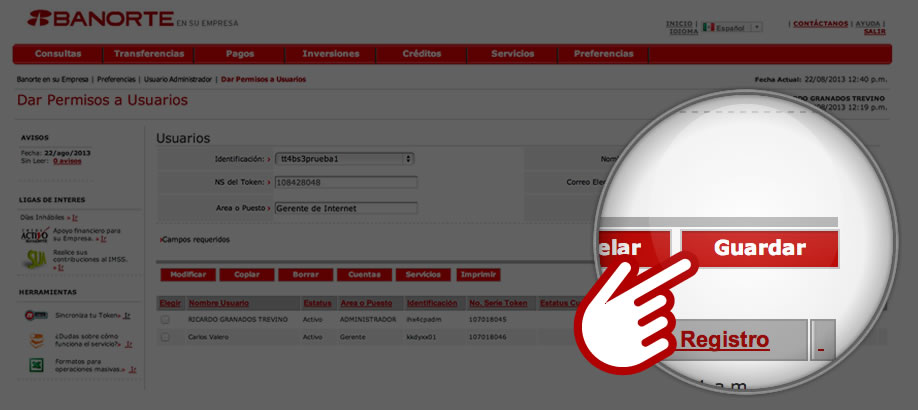 BANORTE EN SU EMPRESA
INICIO |
IDIOMA Español
| CONTÁCTANOS | AYUDA |
SALIR
Consultas Transferencias Pagos Inversiones Créditos Servicios Preferencias
Banorte en su Empresa | Preferencias | Usuario Administrador | Dar Permisos a Usuarios
Fecha Actual: 22/08/2013 12:40 p.m.
Dar Permisos a Usuarios
RDO GRANADOS TREVINO
/08/2013 12:19 p.m.
AVISOS
Fecha: 22/ago/2013
Sin Leer: 0 avisos
LIGAS DE INTERES
Días Inhábiles » Ir
ACTIVO
Apoyo financiero para
su Empresa. » Ir
SUA
Realice sus
contribuciones al IMSS.
» Ir
HERRAMIENTAS
Sincroniza tu Token» Ir
¿Dudas sobre cómo
funciona el servicio?» Ir
Formatos para
operaciones masivas.» Ir
Usuarios
Identificación: › tt4bs3prueba1
Nom
NS del Token: › 108428048
Correo Ele
Area o Puesto › Gerente de Internet
›Campos requeridos
Modificar Copiar Borrar Cuentas Servicios Imprimir
Elegir Nombre Usuario Estatus Area o Puesto Identificación No. Serie Token Estatus Cu
RICARDO GRANADOS TREVINO Activo ADMINISTRADOR ihv4cpadm 107018045
Carlos Valero Activo Gerente kkdyxx01 107018046
elar Guardar
Registro
a m